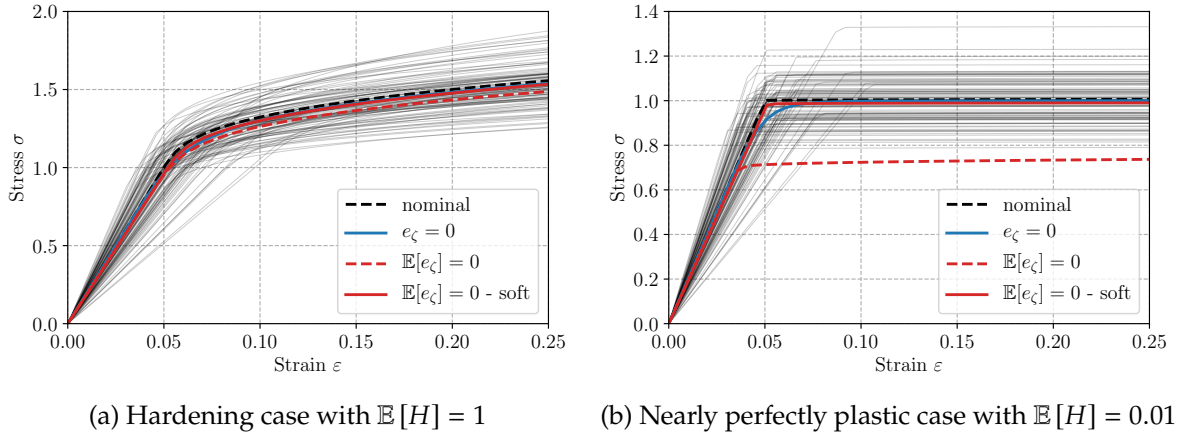 2.0
1.5
1.0
0.5
0.0
Stress σ
0.00 0.05 0.10 0.15 0.20 0.25
Strain ε
nominal
e_ζ = 0
𝔼[e_ζ] = 0
𝔼[e_ζ] = 0 - soft
(a) Hardening case with 𝔼 [H] = 1
1.4
1.2
1.0
0.8
0.6
0.4
0.2
0.0
Stress σ
0.00 0.05 0.10 0.15 0.20 0.25
Strain ε
nominal
e_ζ = 0
𝔼[e_ζ] = 0
𝔼[e_ζ] = 0 - soft
(b) Nearly perfectly plastic case with 𝔼 [H] = 0.01